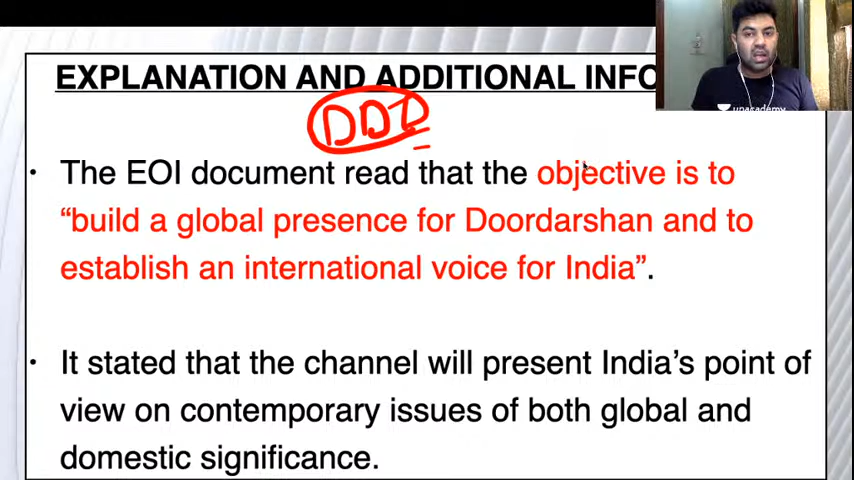 EXPLANATION AND ADDITIONAL INFO
DDI
• The EOI document read that the objective is to
“build a global presence for Doordarshan and to
establish an international voice for India”.
• It stated that the channel will present India’s point of
view on contemporary issues of both global and
domestic significance.
unacademy